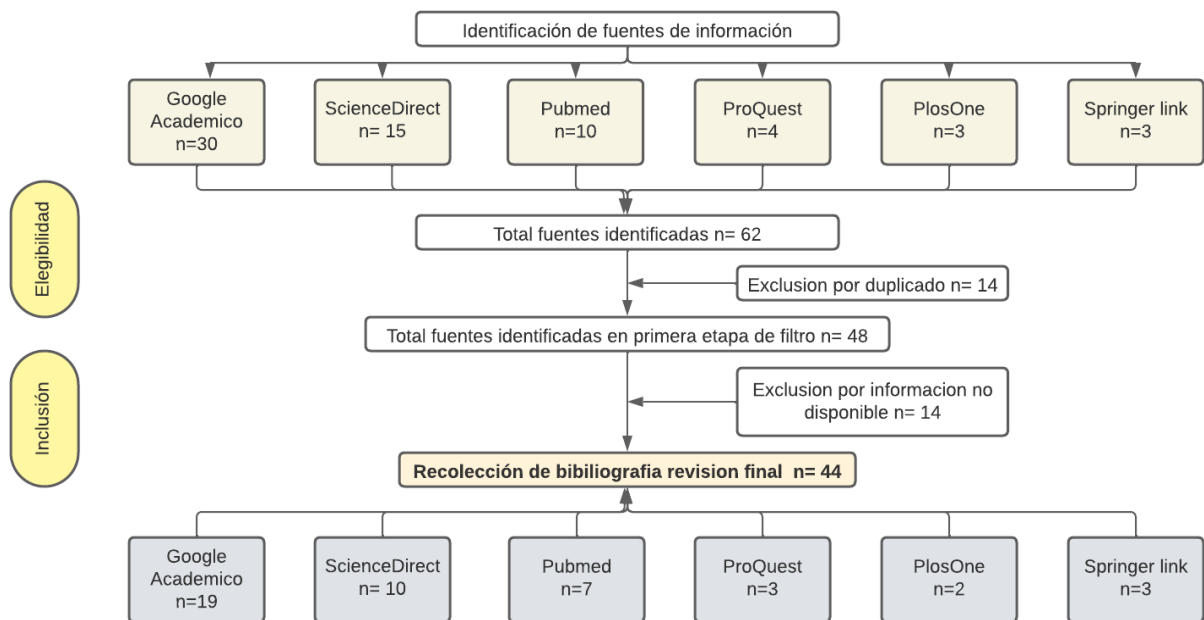 Identificación de fuentes de información
Google
Academico
n=30
ScienceDirect
n= 15
Pubmed
n=10
ProQuest
n=4
PlosOne
n=3
Springer link
n=3
Elegibilidad
Total fuentes identificadas n= 62
Exclusion por duplicado n= 14
Total fuentes identificadas en primera etapa de filtro n= 48
Inclusión
Exclusion por informacion no
disponible n= 14
Recolección de bibiliografia revision final n= 44
Google
Academico
n=19
ScienceDirect
n= 10
Pubmed
n=7
ProQuest
n=3
PlosOne
n=2
Springer link
n=3